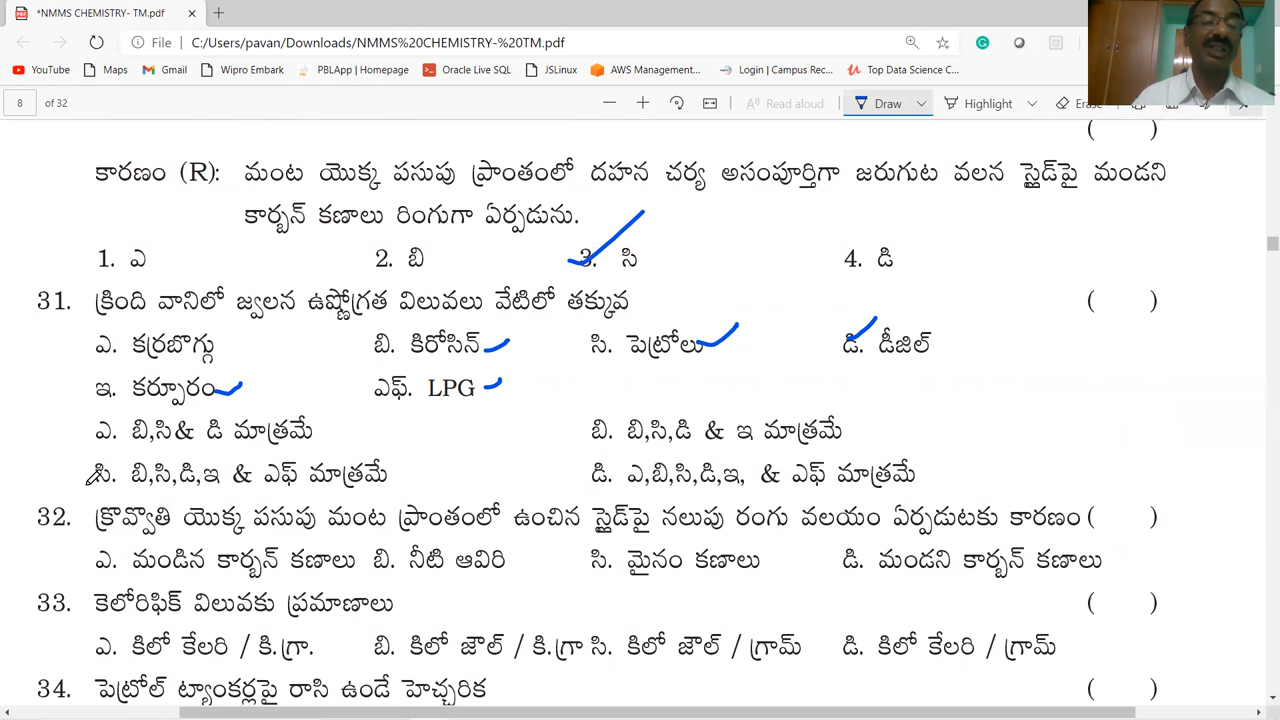 *NMMS CHEMISTRY- TM.pdf
File C:/Users/pavan/Downloads/NMMS%20CHEMISTRY-%20TM.pdf
YouTube Maps Gmail Wipro Embark PBLApp | Homepage Oracle Live SQL JSLinux AWS Management... Login | Campus Rec... Top Data Science C...
8 of 32 Read aloud Draw Highlight Erase
( )
కారణం (R): మంట యొక్క పసుపు ప్రాంతంలో దహన చర్య అసంపూర్తిగా జరుగుట వలన స్లైడ్‌పై మండని
కార్బన్ కణాలు రింగుగా ఏర్పడును.
1. ఎ 2. బి 3. సి 4. డి
31. క్రింది వానిలో జ్వలన ఉష్ణోగ్రత విలువలు వేటిలో తక్కువ ( )
ఎ. కర్రబొగ్గు బి. కిరోసిన్ సి. పెట్రోలు డి. డీజిల్
ఇ. కర్పూరం ఎఫ్. LPG
ఎ. బి,సి& డి మాత్రమే బి. బి,సి,డి & ఇ మాత్రమే
సి. బి,సి,డి,ఇ & ఎఫ్ మాత్రమే డి. ఎ,బి,సి,డి,ఇ, & ఎఫ్ మాత్రమే
32. క్రొవ్వొతి యొక్క పసుపు మంట ప్రాంతంలో ఉంచిన స్లైడ్‌పై నలుపు రంగు వలయం ఏర్పడుటకు కారణం ( )
ఎ. మండిన కార్బన్ కణాలు బి. నీటి ఆవిరి సి. మైనం కణాలు డి. మండని కార్బన్ కణాలు
33. కెలోరిఫిక్ విలువకు ప్రమాణాలు ( )
ఎ. కిలో కేలరి / కి.గ్రా. బి. కిలో జౌల్ / కి.గ్రా సి. కిలో జౌల్ / గ్రామ్ డి. కిలో కేలరి / గ్రామ్
34. పెట్రోల్ ట్యాంకర్లపై రాసి ఉండే హెచ్చరిక ( )